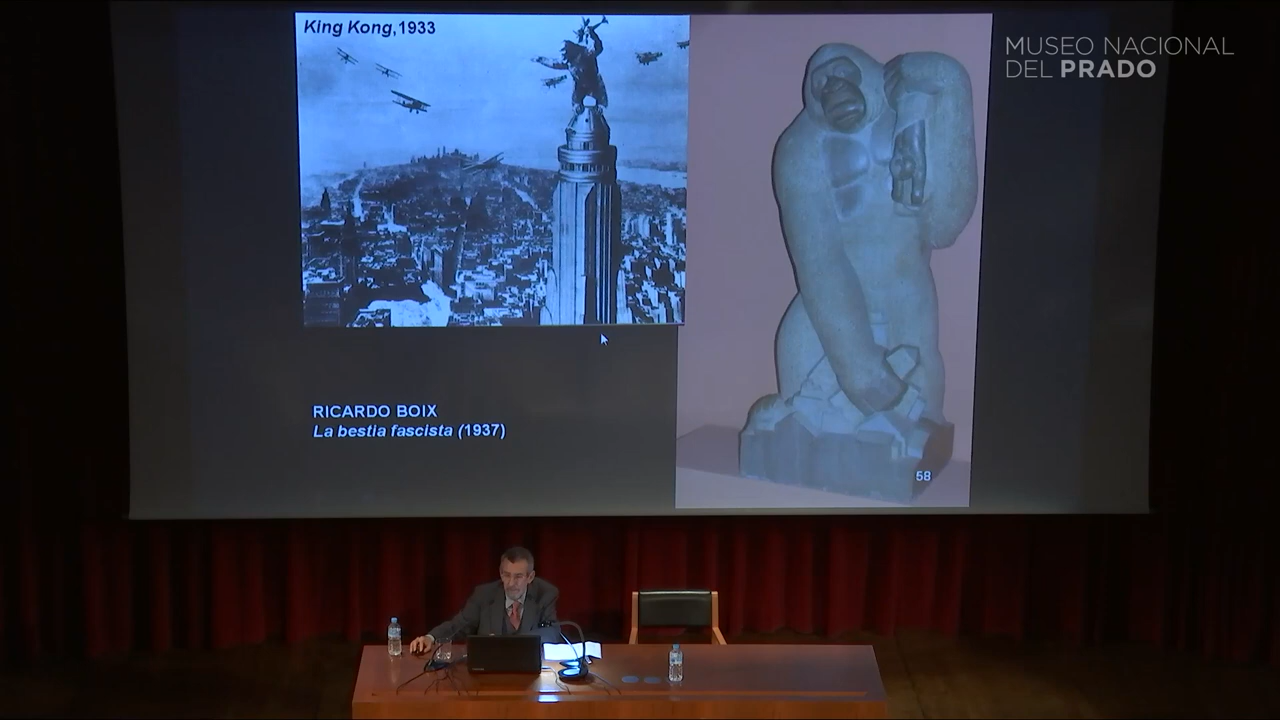 King Kong,1933
MUSEO NACIONAL
DEL PRADO
RICARDO BOIX
La bestia fascista (1937)
58